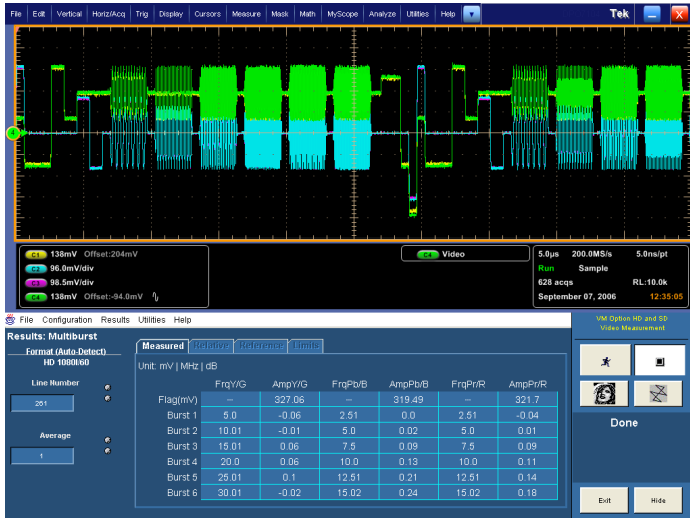 File Edit Vertical Horiz/Acq Trig Display Cursors Measure Mask Math MyScope Analyze Utilities Help Tek X
4
C1 138mV Offset:204mV
C2 96.0mV/div
C3 98.5mV/div
C4 138mV Offset:-94.0mV
C4 Video
5.0µs 200.0MS/s 5.0ns/pt
Run Sample
628 acqs RL:10.0k
September 07, 2006 12:35:05
File Configuration Results Utilities Help
Results: Multiburst
Format (Auto-Detect)
HD 1080I/60
Line Number
261
Average
1
Measured Relative Reference Limits
Unit: mV | MHz | dB
FrqY/G AmpY/G FrqPb/B AmpPb/B FrqPr/R AmpPr/R
Flag(mV) -- 327.06 -- 319.49 -- 321.7
Burst 1 5.0 -0.06 2.51 0.0 2.51 -0.04
Burst 2 10.01 -0.01 5.0 0.02 5.0 0.01
Burst 3 15.01 0.06 7.5 0.09 7.5 0.09
Burst 4 20.0 0.06 10.0 0.13 10.0 0.11
Burst 5 25.01 0.1 12.51 0.21 12.51 0.14
Burst 6 30.01 -0.02 15.02 0.24 15.02 0.18
VM Option HD and SD
Video Measurement
Done
Exit Hide